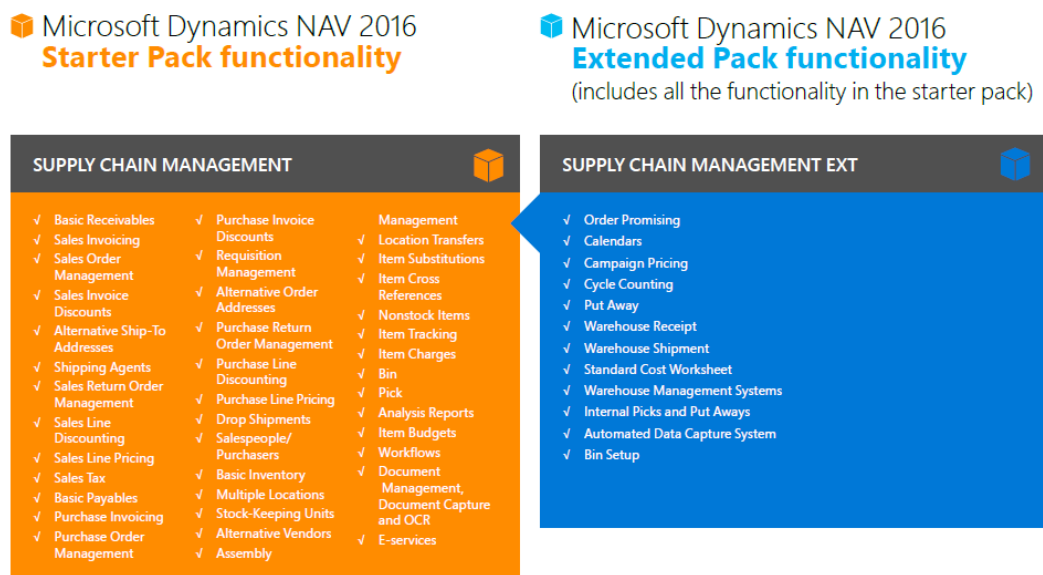 Microsoft Dynamics NAV 2016
Starter Pack functionality
SUPPLY CHAIN MANAGEMENT
√ Basic Receivables
√ Sales Invoicing
√ Sales Order
Management
√ Sales Invoice
Discounts
√ Alternative Ship-To
Addresses
√ Shipping Agents
√ Sales Return Order
Management
√ Sales Line
Discounting
√ Sales Line Pricing
√ Sales Tax
√ Basic Payables
√ Purchase Invoicing
√ Purchase Order
Management
√ Purchase Invoice
Discounts
√ Requisition
Management
√ Alternative Order
Addresses
√ Purchase Return
Order Management
√ Purchase Line
Discounting
√ Purchase Line Pricing
√ Drop Shipments
√ Salespeople/
Purchasers
√ Basic Inventory
√ Multiple Locations
√ Stock-Keeping Units
√ Alternative Vendors
√ Assembly
Management
√ Location Transfers
√ Item Substitutions
√ Item Cross
References
√ Nonstock Items
√ Item Tracking
√ Item Charges
√ Bin
√ Pick
√ Analysis Reports
√ Item Budgets
√ Workflows
√ Document
Management,
Document Capture
and OCR
√ E-services
Microsoft Dynamics NAV 2016
Extended Pack functionality
(includes all the functionality in the starter pack)
SUPPLY CHAIN MANAGEMENT EXT
√ Order Promising
√ Calendars
√ Campaign Pricing
√ Cycle Counting
√ Put Away
√ Warehouse Receipt
√ Warehouse Shipment
√ Standard Cost Worksheet
√ Warehouse Management Systems
√ Internal Picks and Put Aways
√ Automated Data Capture System
√ Bin Setup